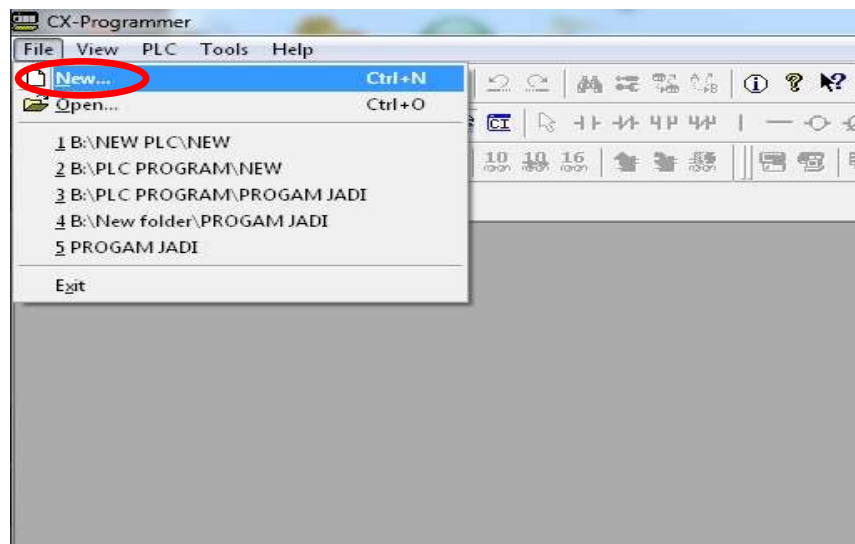 CX-Programmer
File View PLC Tools Help
New... Ctrl+N
Open... Ctrl+O
1 B:\NEW PLC\NEW
2 B:\PLC PROGRAM\NEW
3 B:\PLC PROGRAM\PROGAM JADI
4 B:\New folder\PROGAM JADI
5 PROGAM JADI
Exit
CI
10 10 16